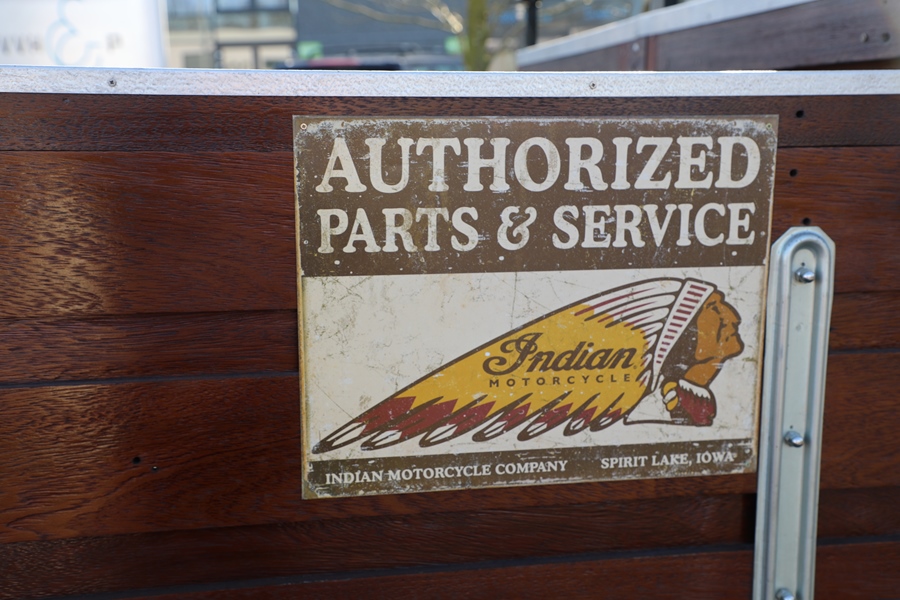 AUTHORIZED
PARTS & SERVICE
Indian
MOTORCYCLE
INDIAN MOTORCYCLE COMPANY SPIRIT LAKE, IOWA